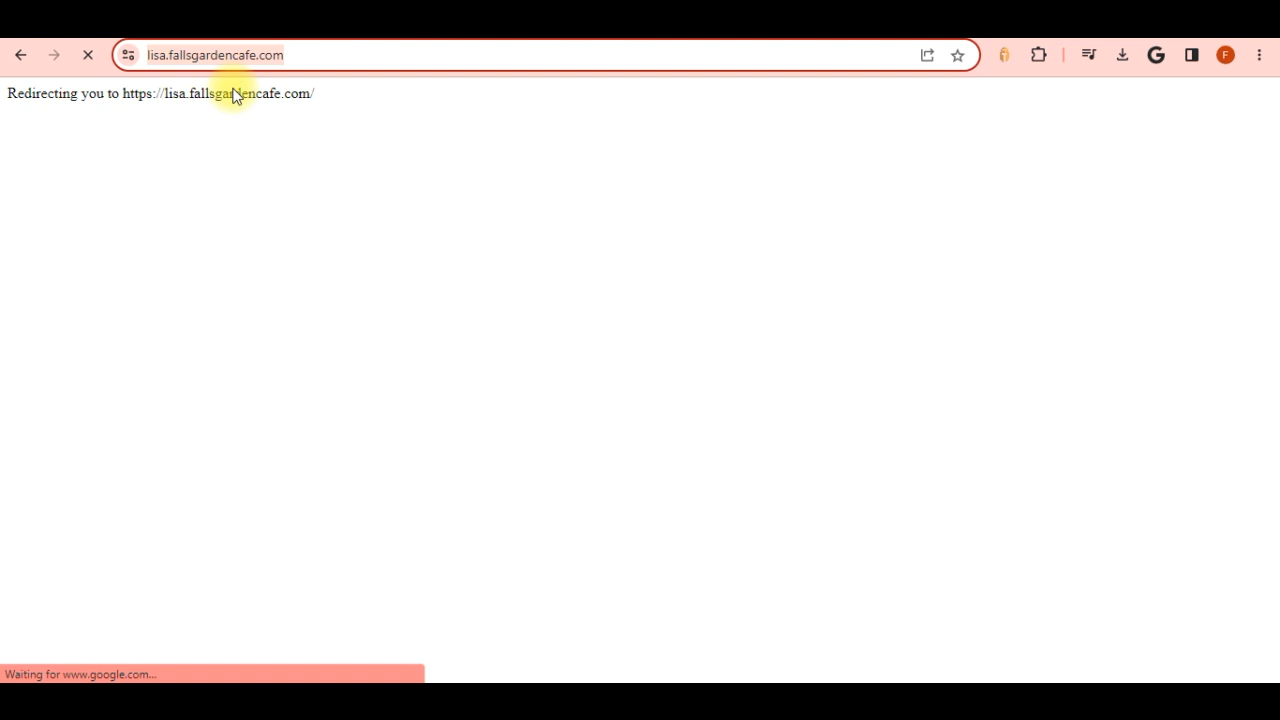 lisa.fallsgardencafe.com
F
Redirecting you to https://lisa.fallsgardencafe.com/
Waiting for www.google.com...